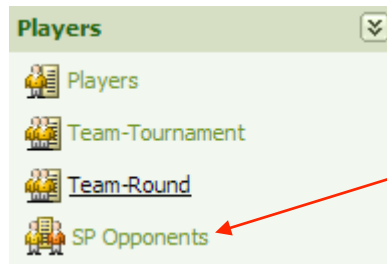 Players
Players
Team-Tournament
Team-Round
SP Opponents